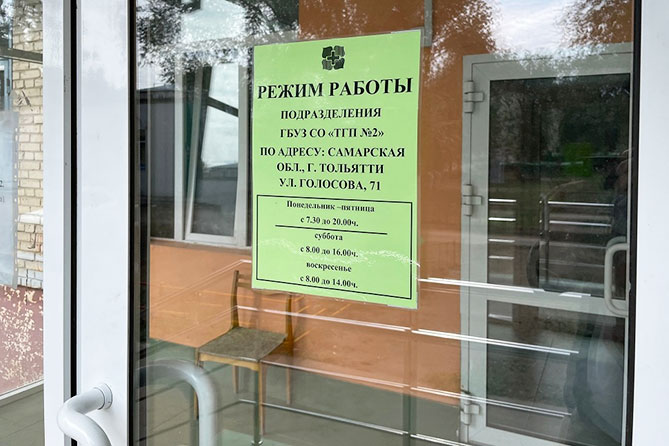 РЕЖИМ РАБОТЫ
ПОДРАЗДЕЛЕНИЯ
ГБУЗ СО «ТГП №2»
ПО АДРЕСУ: САМАРСКАЯ
ОБЛ., Г. ТОЛЬЯТТИ
УЛ. ГОЛОСОВА, 71
Понедельник –пятница
с 7.30 до 20.00ч.
суббота
с 8.00 до 16.00ч.
воскресенье
с 8.00 до 14.00ч.